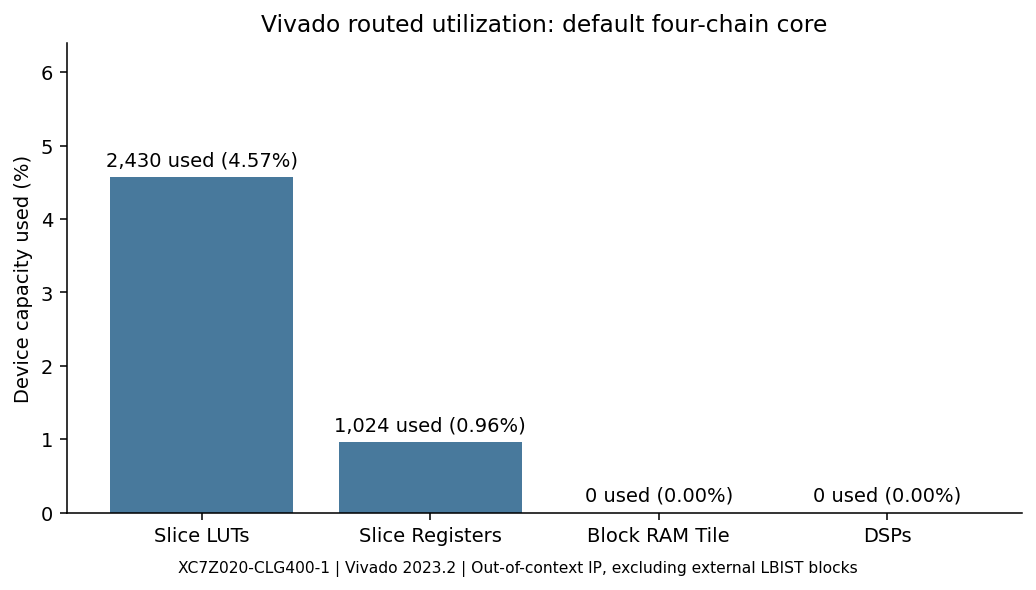 Vivado routed utilization: default four-chain core
Device capacity used (%)
6
5
4
3
2
1
0
2,430 used (4.57%)
1,024 used (0.96%)
0 used (0.00%)
0 used (0.00%)
Slice LUTs
Slice Registers
Block RAM Tile
DSPs
XC7Z020-CLG400-1 | Vivado 2023.2 | Out-of-context IP, excluding external LBIST blocks